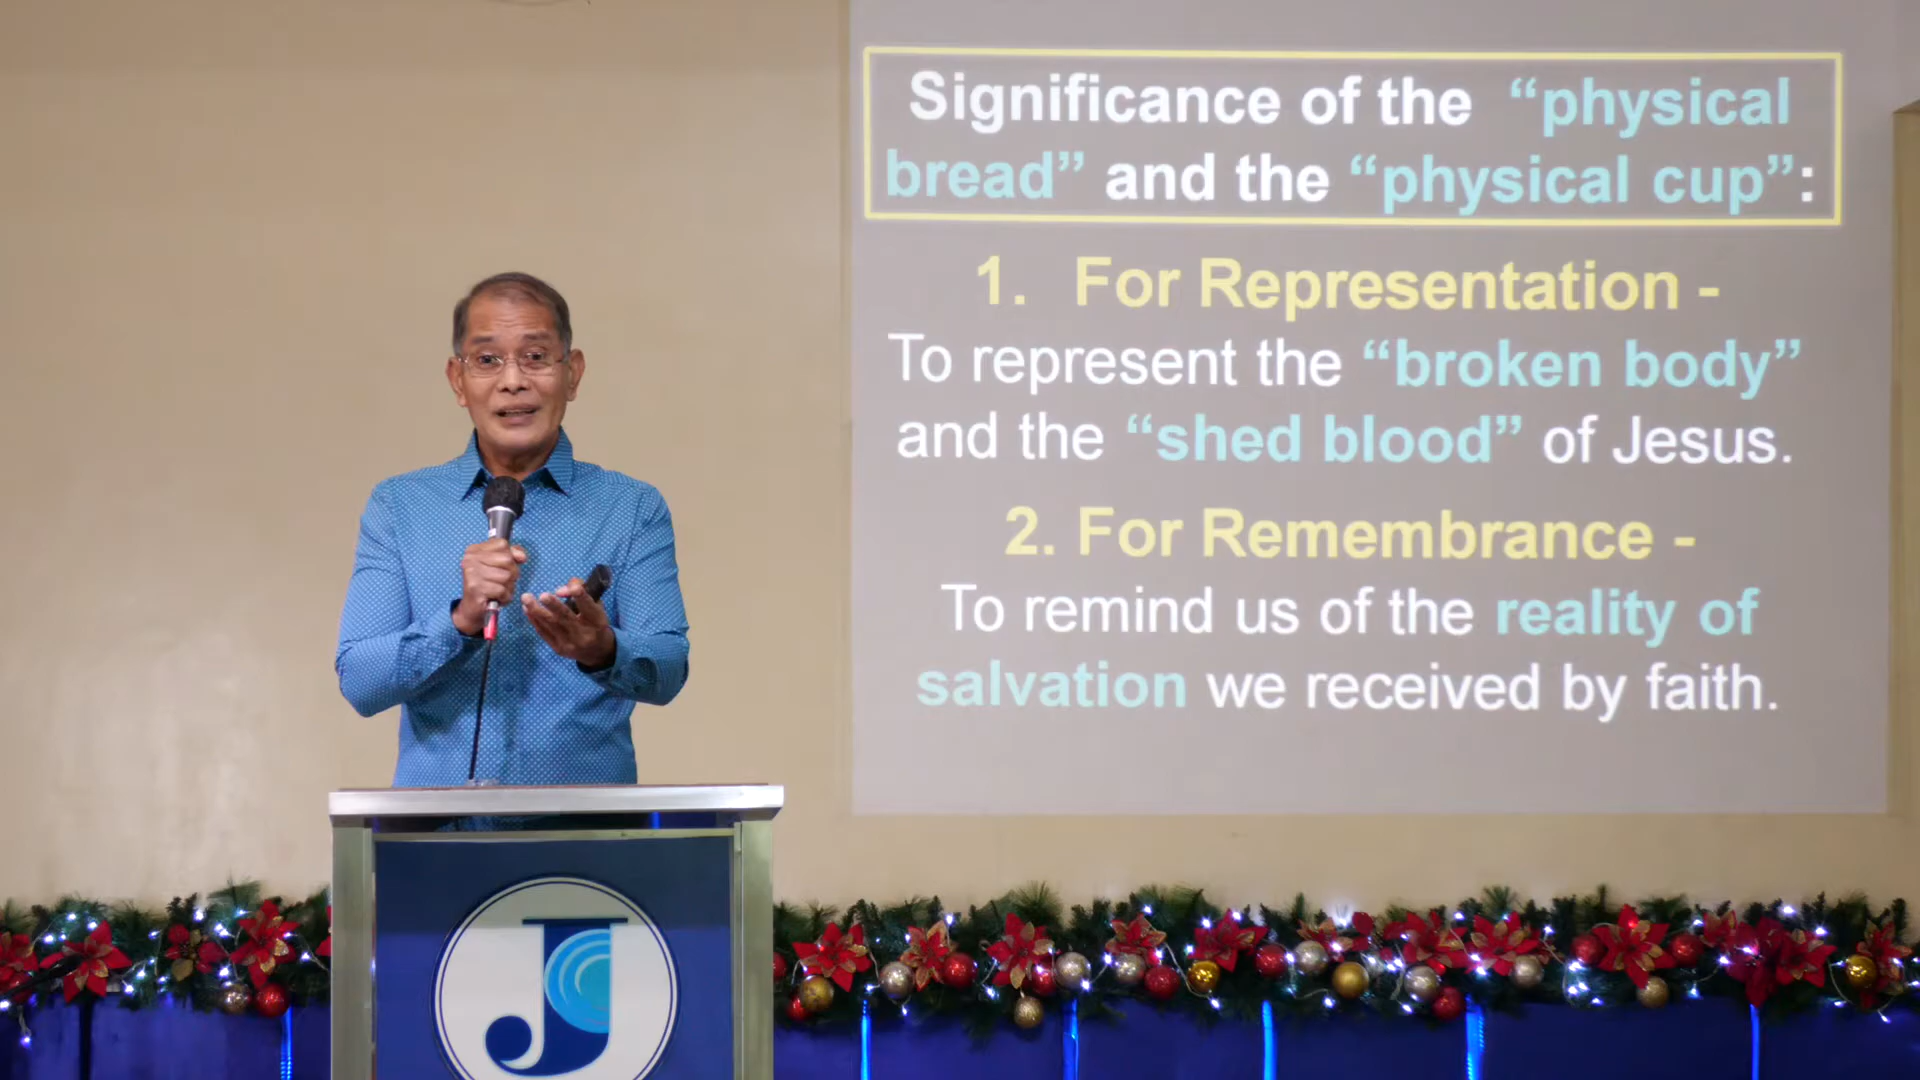 Significance of the “physical
bread” and the “physical cup”:
1. For Representation -
To represent the “broken body”
and the “shed blood” of Jesus.
2. For Remembrance -
To remind us of the reality of
salvation we received by faith.
J